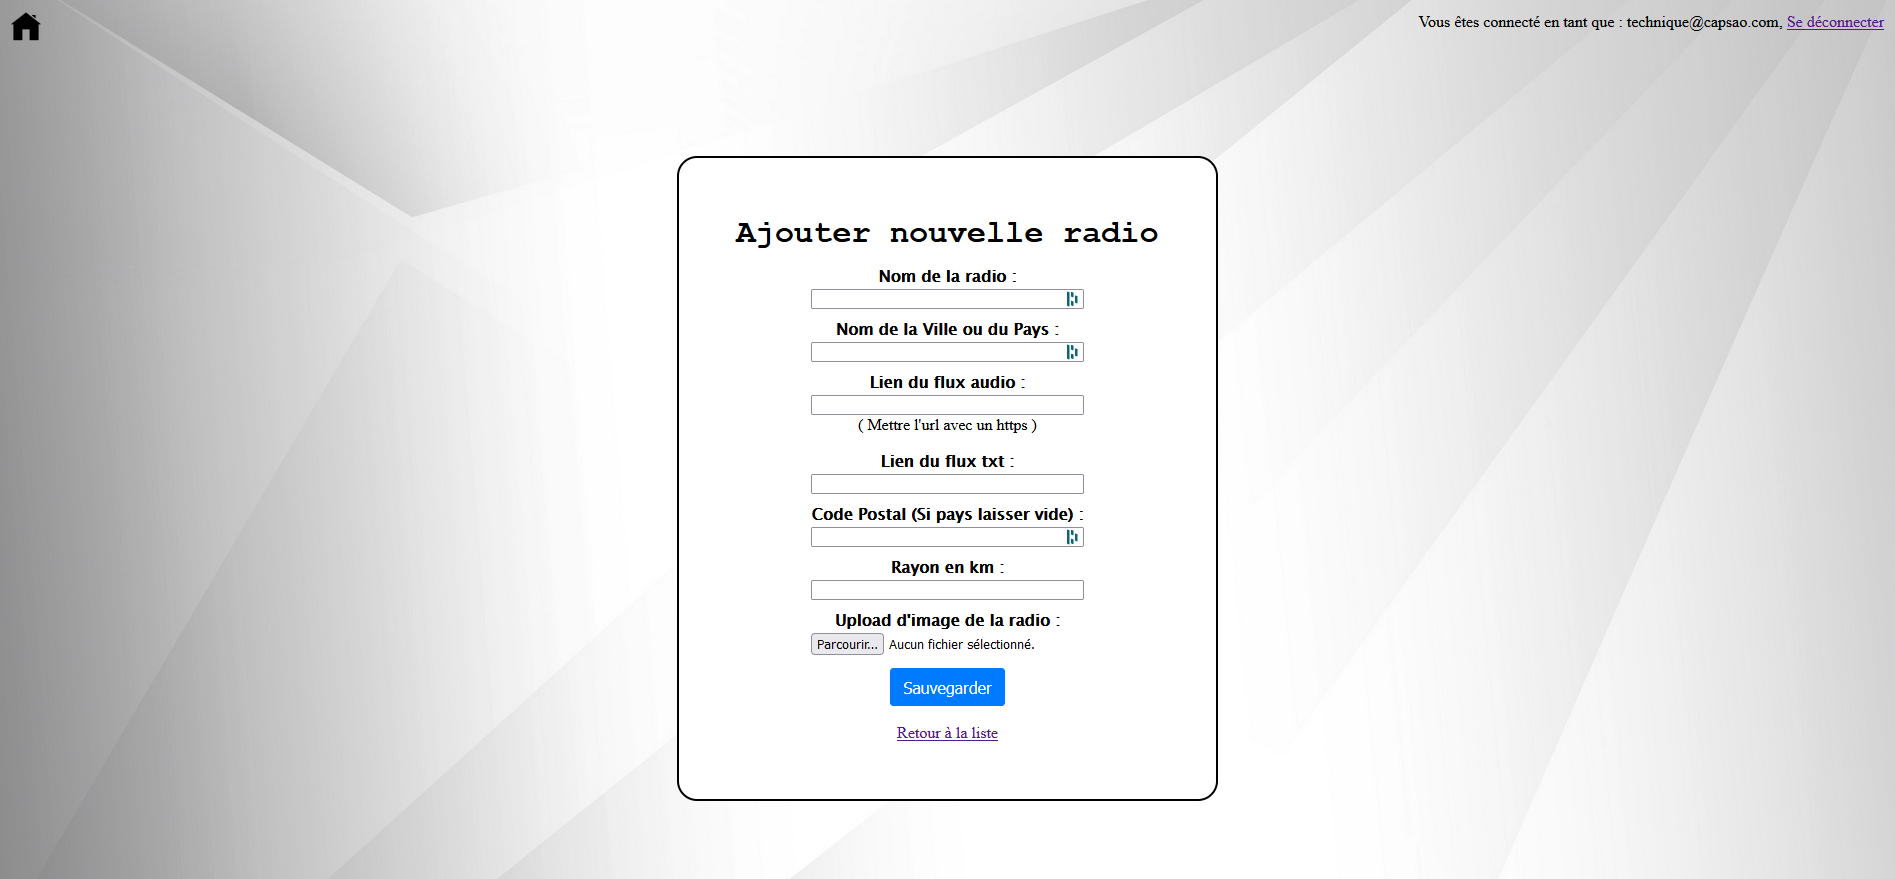 Vous êtes connecté en tant que : technique@capsao.com, Se déconnecter
Ajouter nouvelle radio
Nom de la radio :
Nom de la Ville ou du Pays :
Lien du flux audio :
( Mettre l'url avec un https )
Lien du flux txt :
Code Postal (Si pays laisser vide) :
Rayon en km :
Upload d'image de la radio :
Parcourir... Aucun fichier sélectionné.
Sauvegarder
Retour à la liste